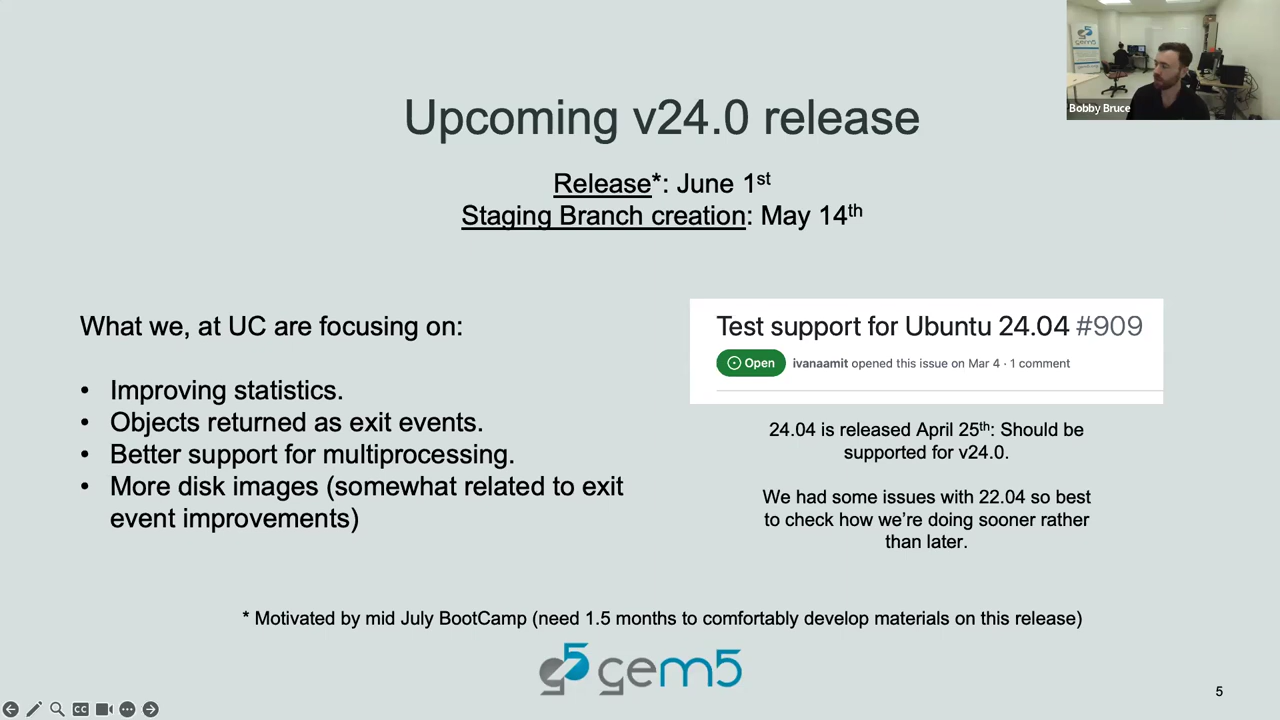 Bobby Bruce
Upcoming v24.0 release
Release*: June 1st
Staging Branch creation: May 14th
What we, at UC are focusing on:
• Improving statistics.
• Objects returned as exit events.
• Better support for multiprocessing.
• More disk images (somewhat related to exit
event improvements)
Test support for Ubuntu 24.04 #909
Open ivanaamit opened this issue on Mar 4 · 1 comment
24.04 is released April 25th: Should be
supported for v24.0.
We had some issues with 22.04 so best
to check how we're doing sooner rather
than later.
* Motivated by mid July BootCamp (need 1.5 months to comfortably develop materials on this release)
g5 gem5
5
CC